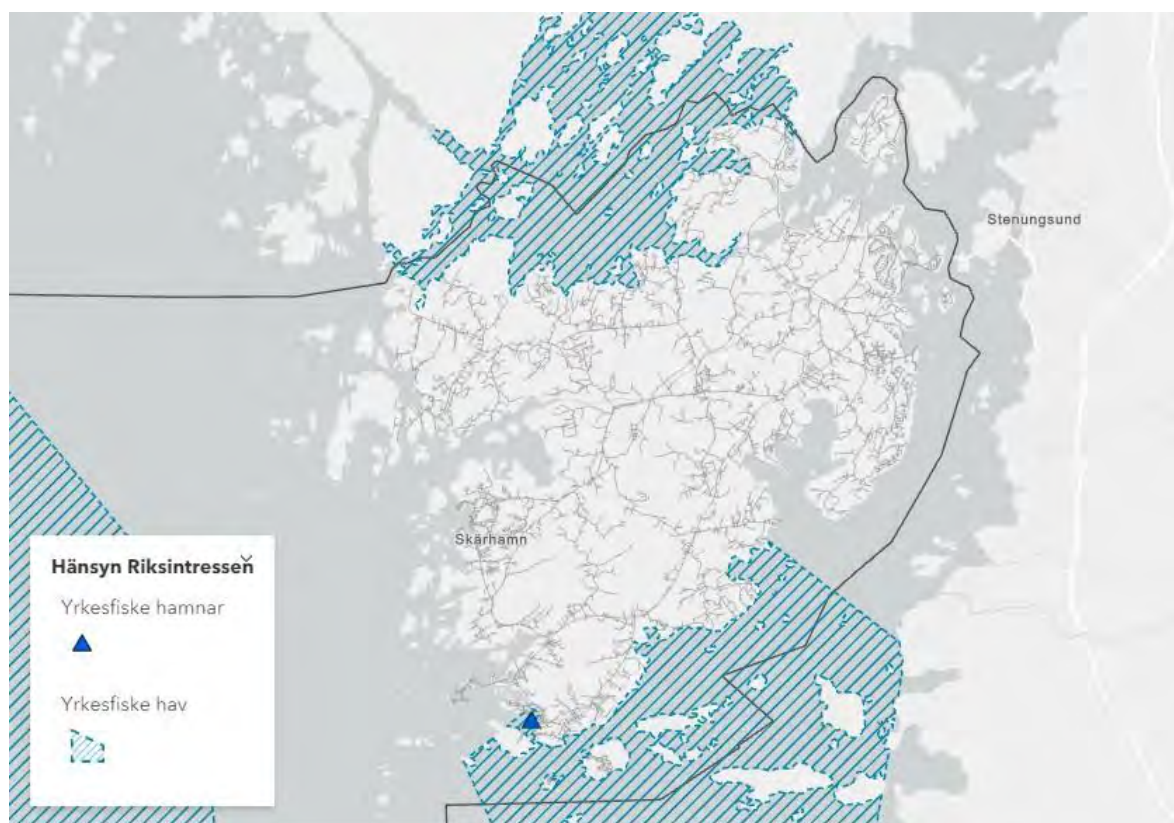 Stenungsund
Skärhamn
Hänsyn Riksintressen
Yrkesfiske hamnar
Yrkesfiske hav